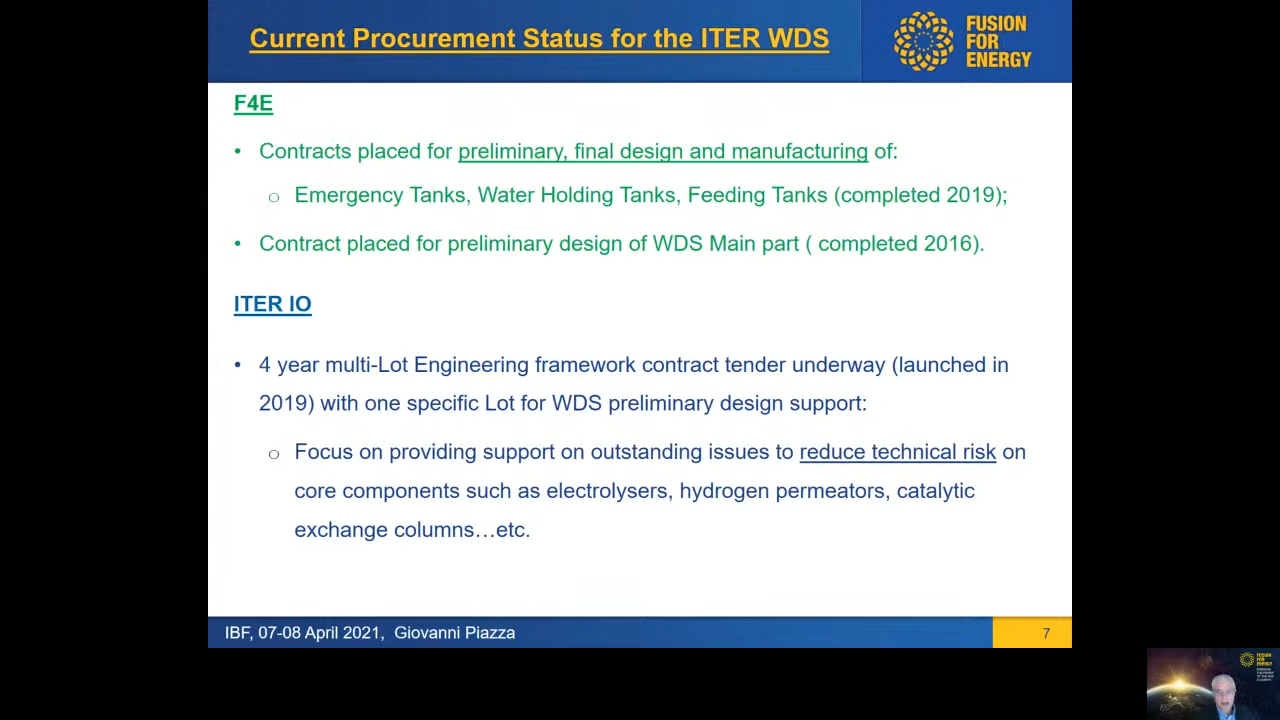 Current Procurement Status for the ITER WDS
FUSION
FOR
ENERGY
F4E
• Contracts placed for preliminary, final design and manufacturing of:
o Emergency Tanks, Water Holding Tanks, Feeding Tanks (completed 2019);
• Contract placed for preliminary design of WDS Main part ( completed 2016).
ITER IO
• 4 year multi-Lot Engineering framework contract tender underway (launched in
2019) with one specific Lot for WDS preliminary design support:
o Focus on providing support on outstanding issues to reduce technical risk on
core components such as electrolysers, hydrogen permeators, catalytic
exchange columns…etc.
IBF, 07-08 April 2021, Giovanni Piazza
7
FUSION
FOR
ENERGY